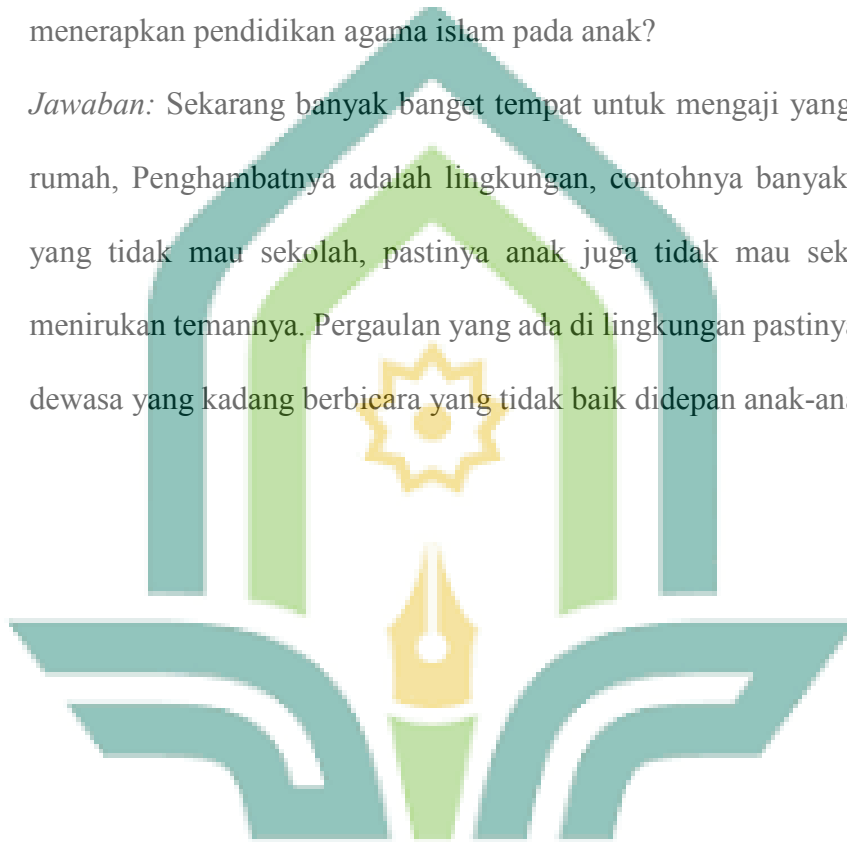 menerapkan pendidikan agama islam pada anak?
Jawaban: Sekarang banyak banget tempat untuk mengaji yang
rumah, Penghambatnya adalah lingkungan, contohnya banyak
yang tidak mau sekolah, pastinya anak juga tidak mau sek
menirukan temannya. Pergaulan yang ada di lingkungan pastinya
dewasa yang kadang berbicara yang tidak baik didepan anak-ana